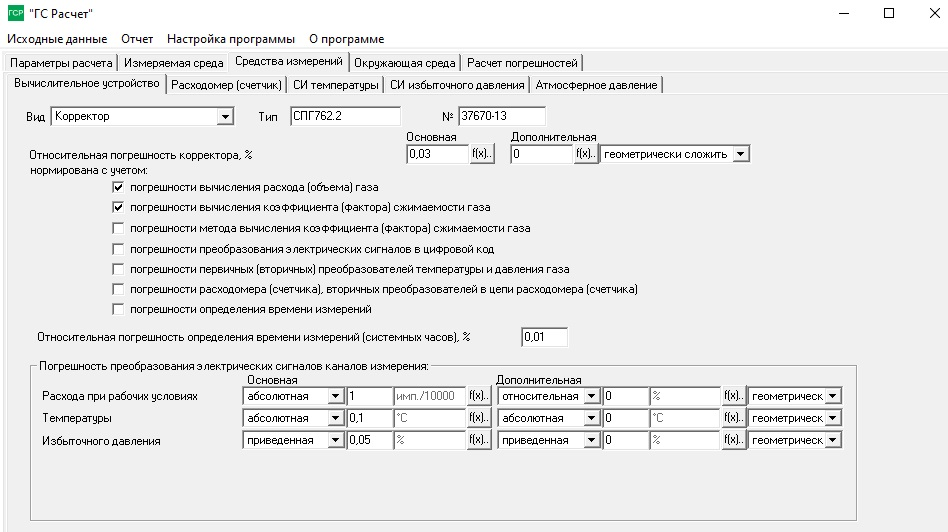 ГСР "ГС Расчет"
Исходные данные Отчет Настройка программы О программе
Параметры расчета Измеряемая среда Средства измерений Окружающая среда Расчет погрешностей
Вычислительное устройство Расходомер (счетчик) СИ температуры СИ избыточного давления Атмосферное давление
Вид Корректор Тип СПГ762.2 № 37670-13
Основная Дополнительная
Относительная погрешность корректора, % 0,03 f(x).. 0 f(x).. геометрически сложить
нормирована с учетом:
погрешности вычисления расхода (объема) газа
погрешности вычисления коэффициента (фактора) сжимаемости газа
погрешности метода вычисления коэффициента (фактора) сжимаемости газа
погрешности преобразования электрических сигналов в цифровой код
погрешности первичных (вторичных) преобразователей температуры и давления газа
погрешности расходомера (счетчика), вторичных преобразователей в цепи расходомера (счетчика)
погрешности определения времени измерений
Относительная погрешность определения времени измерений (системных часов), % 0,01
Погрешность преобразования электрических сигналов каналов измерения:
Основная Дополнительная
Расхода при рабочих условиях абсолютная 1 имп./10000 f(x).. относительная 0 % f(x).. геометрическ
Температуры абсолютная 0,1 °C f(x).. абсолютная 0 °C f(x).. геометрическ
Избыточного давления приведенная 0,05 % f(x).. приведенная 0 % f(x).. геометрическ